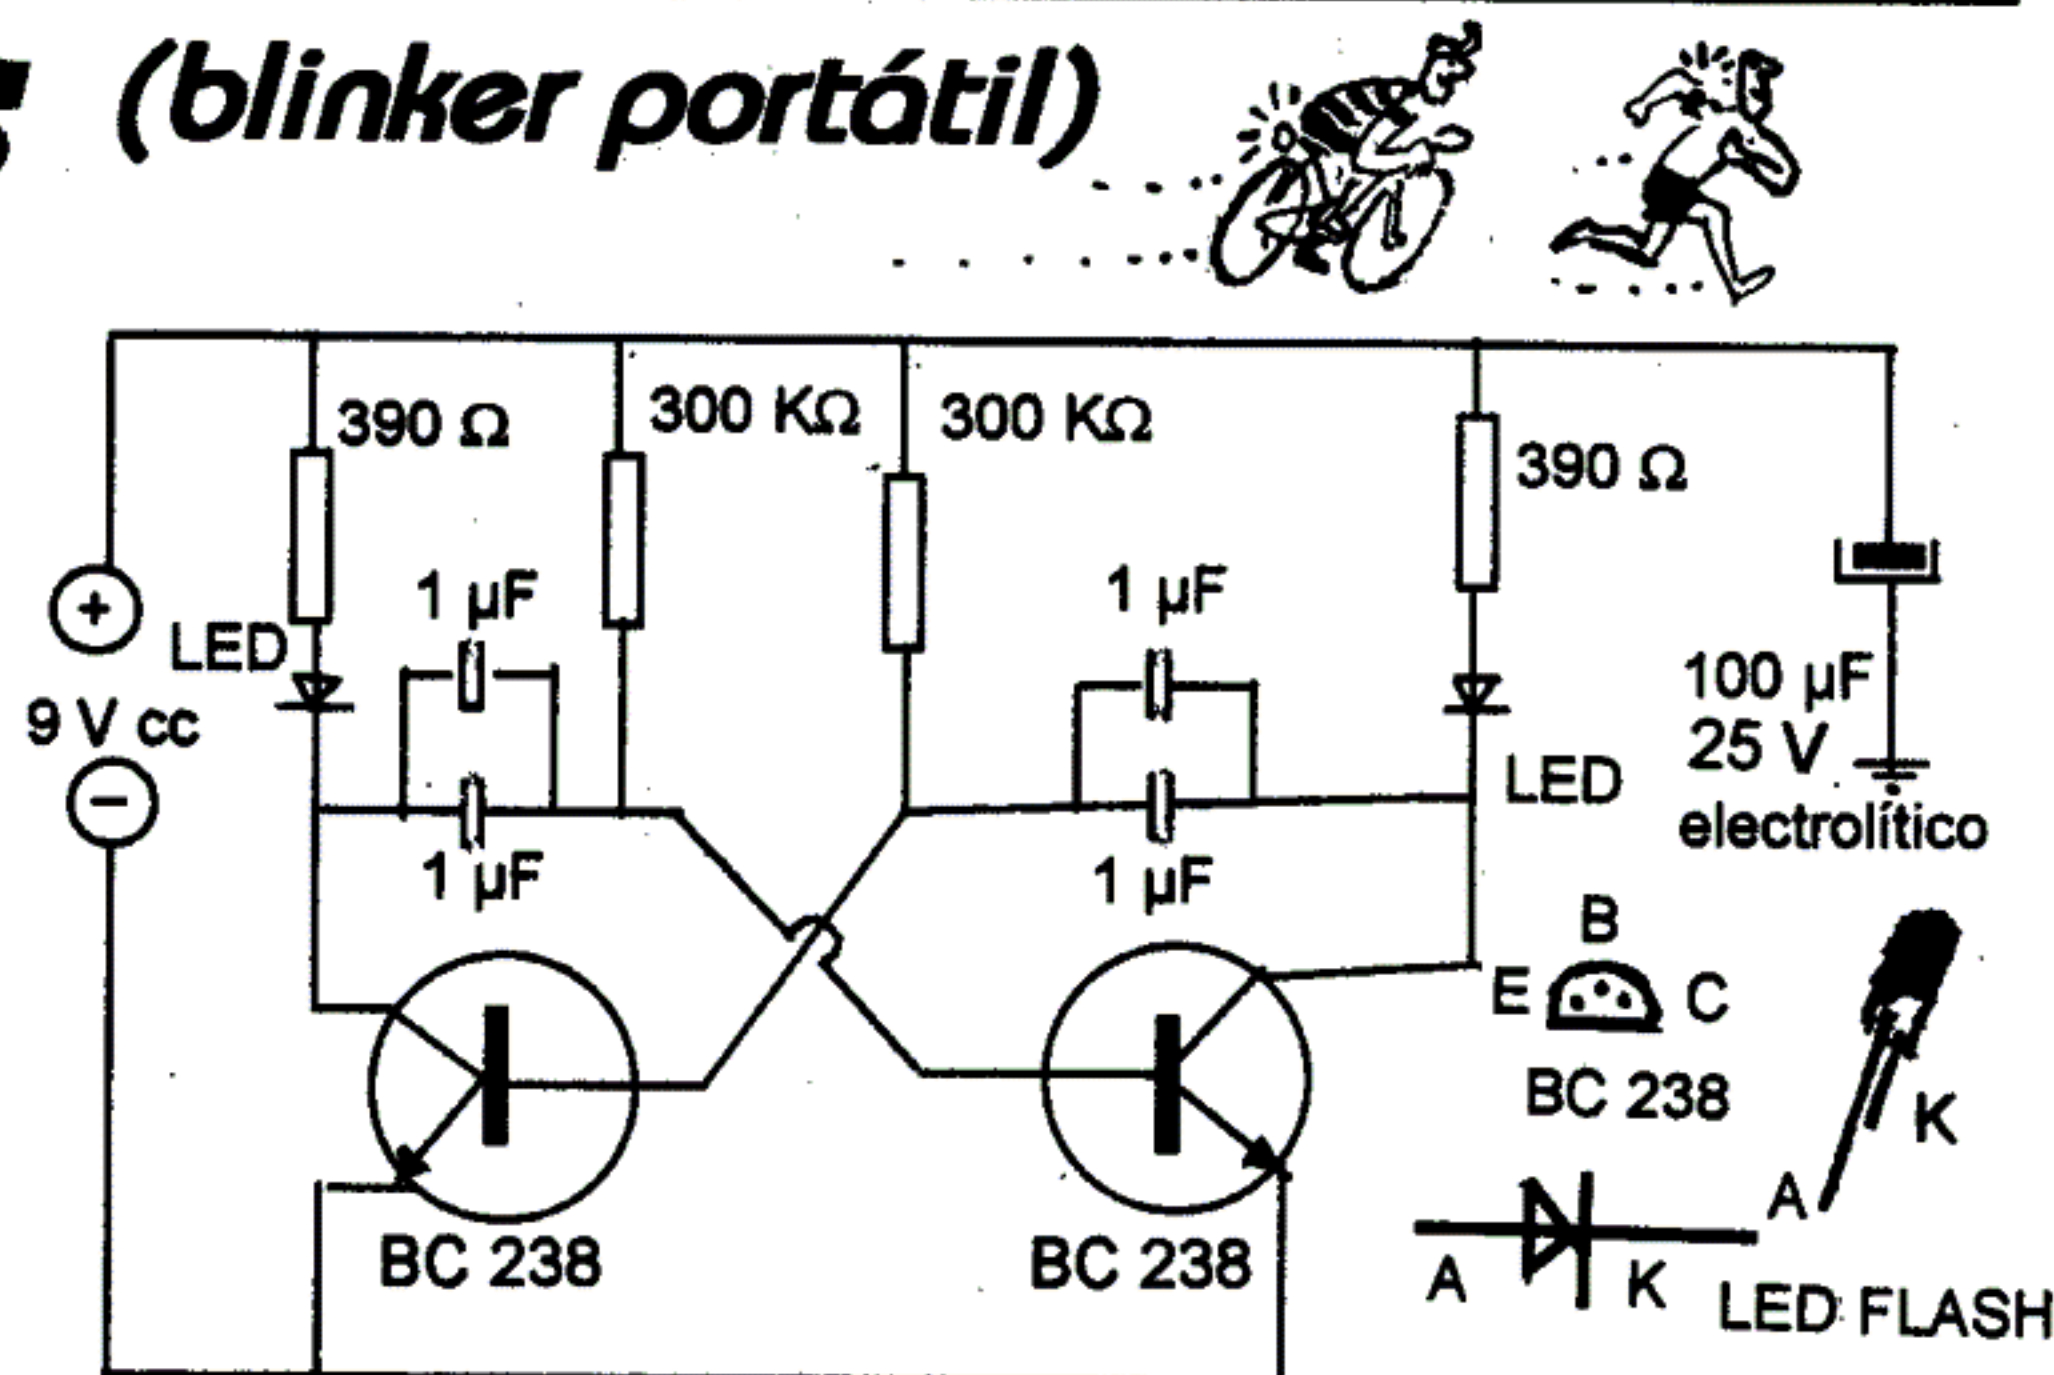 (blinker portátil)
390 Ω
300 KΩ
300 KΩ
390 Ω
1 µF
1 µF
+
LED
9 V cc
−
100 µF
25 V
LED
electrolítico
1 µF
1 µF
B
E
C
BC 238
K
A
BC 238
BC 238
A
K
LED FLASH